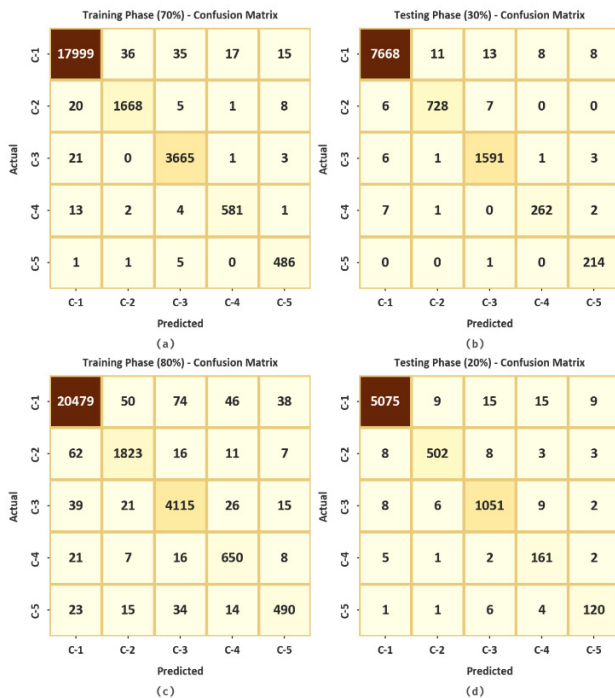 Training Phase (70%) - Confusion Matrix
Actual
C-1 17999 36 35 17 15
C-2 20 1668 5 1 8
C-3 21 0 3665 1 3
C-4 13 2 4 581 1
C-5 1 1 5 0 486
C-1 C-2 C-3 C-4 C-5
Predicted
(a)
Testing Phase (30%) - Confusion Matrix
Actual
C-1 7668 11 13 8 8
C-2 6 728 7 0 0
C-3 6 1 1591 1 3
C-4 7 1 0 262 2
C-5 0 0 1 0 214
C-1 C-2 C-3 C-4 C-5
Predicted
(b)
Training Phase (80%) - Confusion Matrix
Actual
C-1 20479 50 74 46 38
C-2 62 1823 16 11 7
C-3 39 21 4115 26 15
C-4 21 7 16 650 8
C-5 23 15 34 14 490
C-1 C-2 C-3 C-4 C-5
Predicted
(c)
Testing Phase (20%) - Confusion Matrix
Actual
C-1 5075 9 15 15 9
C-2 8 502 8 3 3
C-3 8 6 1051 9 2
C-4 5 1 2 161 2
C-5 1 1 6 4 120
C-1 C-2 C-3 C-4 C-5
Predicted
(d)